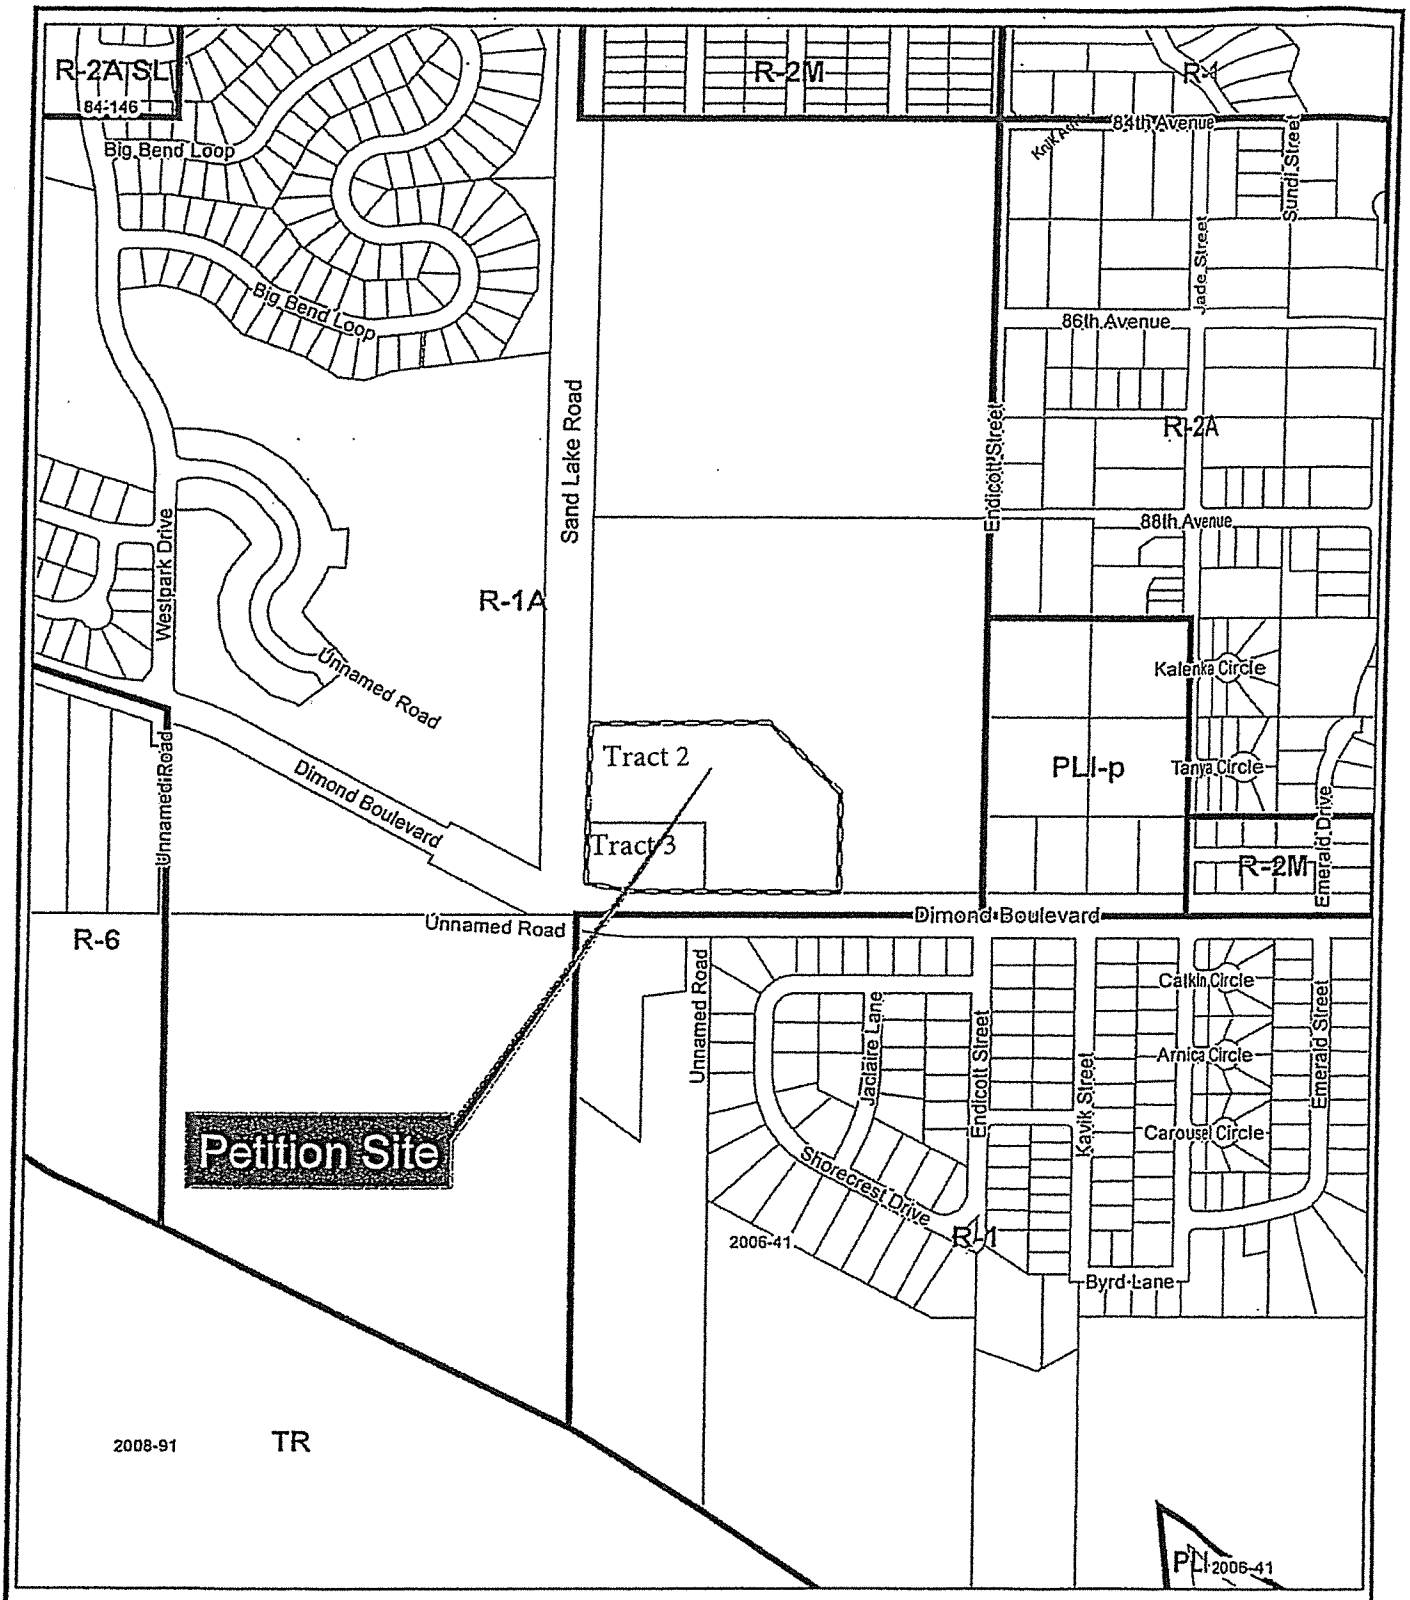 R-2A SL
84-146
R-2M
R-1
84th Avenue
Big Bend Loop
Sundi Street
Jade Street
Big Bend Loop
86th Avenue
Sand Lake Road
Endicott Street
R-2A
88th Avenue
Westpark Drive
R-1A
Unnamed Road
Kalenka Circle
Unnamed Road
Tract 2
PLI-p
Tanya Circle
Dimond Boulevard
Tract 3
Emerald Drive
R-2M
Dimond Boulevard
Unnamed Road
R-6
Unnamed Road
Calkin Circle
Jaclaire Lane
Endicott Street
Kavik Street
Arnica Circle
Emerald Street
Carousel Circle
Petition Site
Shorecrest Drive
2006-41
R-1
Byrd Lane
2008-91
TR
PLI
2006-41